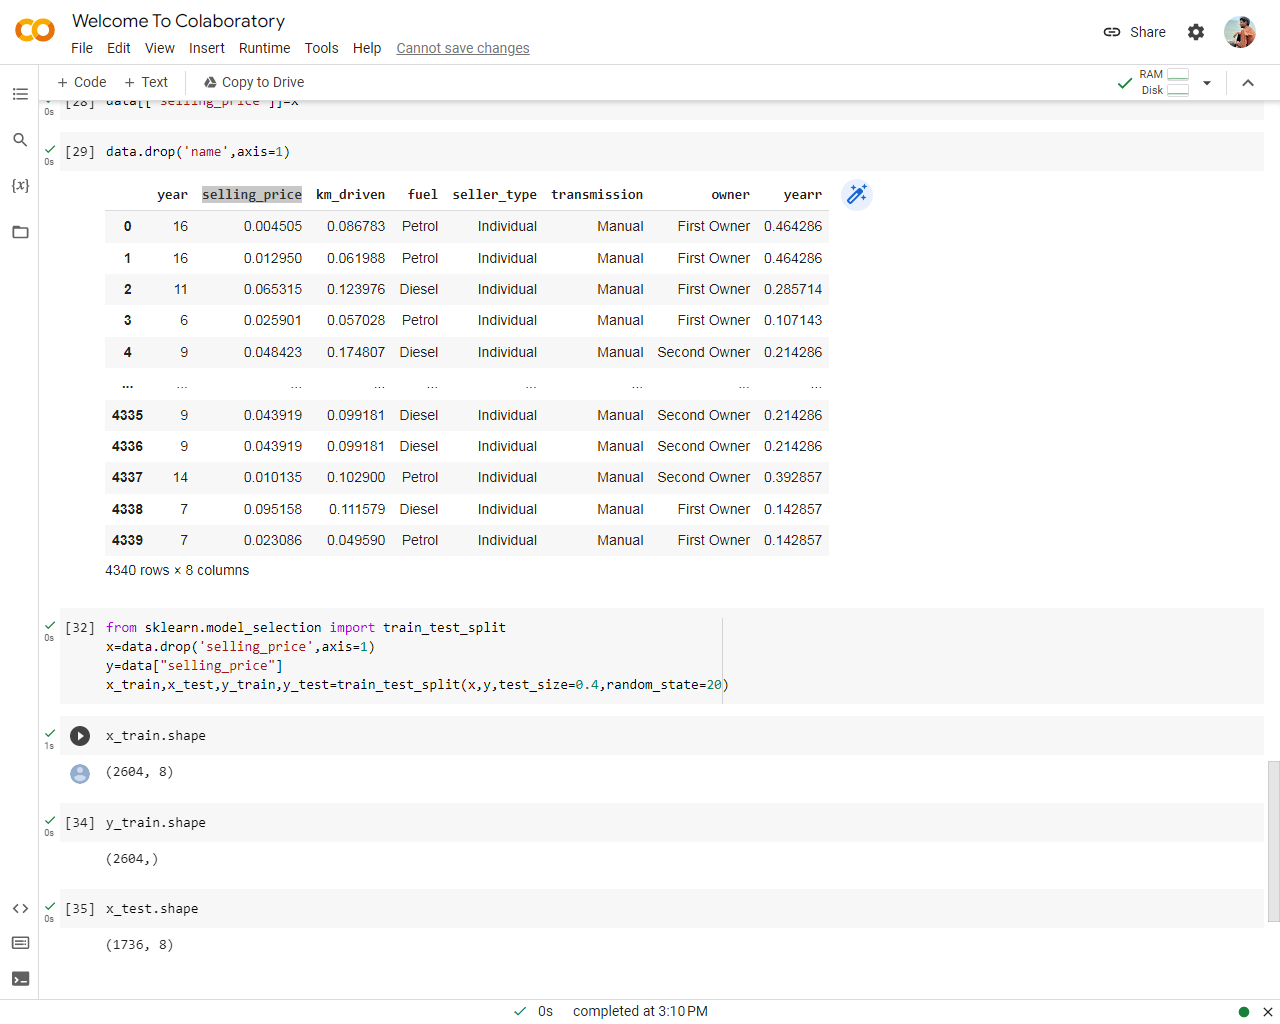 Welcome To Colaboratory
File Edit View Insert Runtime Tools Help Cannot save changes
Share
+ Code + Text Copy to Drive
RAM
Disk
0s
[28] data[["selling_price"]]=x
0s
[29] data.drop('name',axis=1)
{x}
year selling_price km_driven fuel seller_type transmission owner yearr
0 16 0.004505 0.086783 Petrol Individual Manual First Owner 0.464286
1 16 0.012950 0.061988 Petrol Individual Manual First Owner 0.464286
2 11 0.065315 0.123976 Diesel Individual Manual First Owner 0.285714
3 6 0.025901 0.057028 Petrol Individual Manual First Owner 0.107143
4 9 0.048423 0.174807 Diesel Individual Manual Second Owner 0.214286
... ... ... ... ... ... ... ... ...
4335 9 0.043919 0.099181 Diesel Individual Manual Second Owner 0.214286
4336 9 0.043919 0.099181 Diesel Individual Manual Second Owner 0.214286
4337 14 0.010135 0.102900 Petrol Individual Manual Second Owner 0.392857
4338 7 0.095158 0.111579 Diesel Individual Manual First Owner 0.142857
4339 7 0.023086 0.049590 Petrol Individual Manual First Owner 0.142857
4340 rows × 8 columns
0s
[32] from sklearn.model_selection import train_test_split
x=data.drop('selling_price',axis=1)
y=data["selling_price"]
x_train,x_test,y_train,y_test=train_test_split(x,y,test_size=0.4,random_state=20)
1s
x_train.shape
(2604, 8)
0s
[34] y_train.shape
(2604,)
0s
[35] x_test.shape
(1736, 8)
0s completed at 3:10 PM